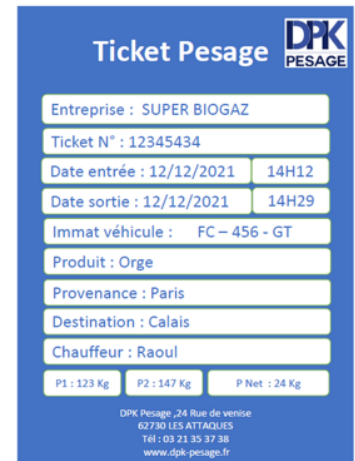 Ticket Pesage
DPK
PESAGE
Entreprise : SUPER BIOGAZ
Ticket N° : 12345434
Date entrée : 12/12/2021 14H12
Date sortie : 12/12/2021 14H29
Immat véhicule : FC – 456 - GT
Produit : Orge
Provenance : Paris
Destination : Calais
Chauffeur : Raoul
P1 : 123 Kg P2 : 147 Kg P Net : 24 Kg
DPK Pesage ,24 Rue de venise
62730 LES ATTAQUES
Tél : 03 21 35 37 38
www.dpk-pesage.fr